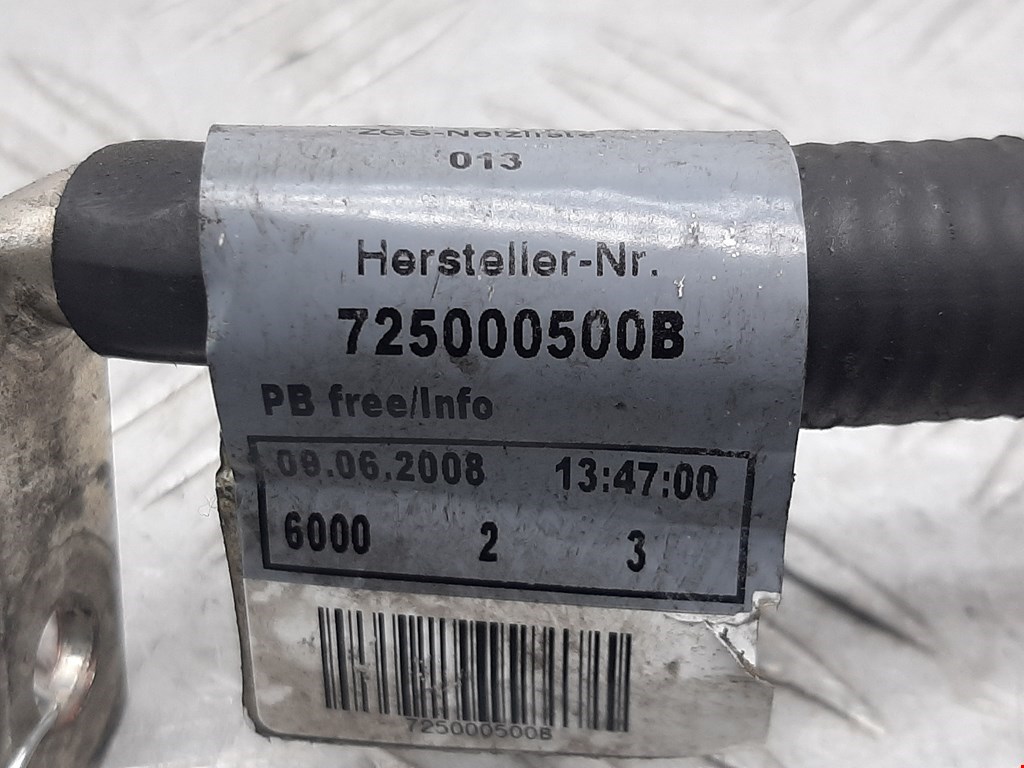 ZGS-Netzliste
013
Hersteller-Nr.
725000500B
PB free/Info
09.06.2008 13:47:00
6000 2 3
725000500B